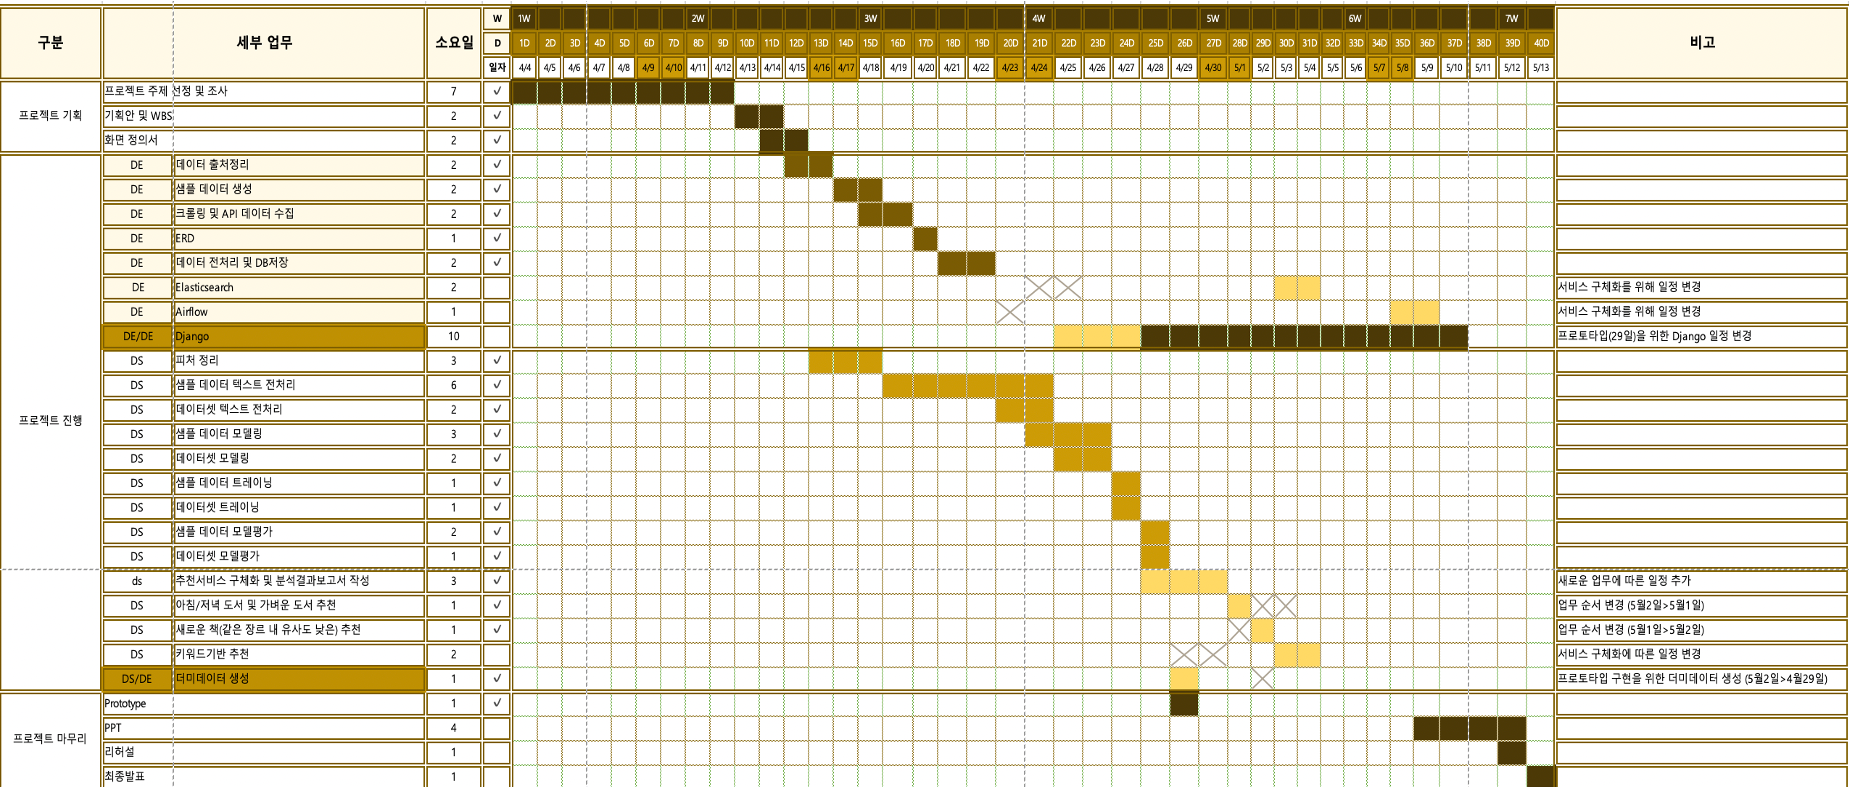 구분 세부 업무 소요일 W 1W 2W 3W 4W 5W 6W 7W 비고
D 1D 2D 3D 4D 5D 6D 7D 8D 9D 10D 11D 12D 13D 14D 15D 16D 17D 18D 19D 20D 21D 22D 23D 24D 25D 26D 27D 28D 29D 30D 31D 32D 33D 34D 35D 36D 37D 38D 39D 40D
일자 4/4 4/5 4/6 4/7 4/8 4/9 4/10 4/11 4/12 4/13 4/14 4/15 4/16 4/17 4/18 4/19 4/20 4/21 4/22 4/23 4/24 4/25 4/26 4/27 4/28 4/29 4/30 5/1 5/2 5/3 5/4 5/5 5/6 5/7 5/8 5/9 5/10 5/11 5/12 5/13
프로젝트 기획
프로젝트 주제 선정 및 조사 7 ✓
기획안 및 WBS 2 ✓
화면 정의서 2 ✓
프로젝트 진행
DE 데이터 출처정리 2 ✓
DE 샘플 데이터 생성 2 ✓
DE 크롤링 및 API 데이터 수집 2 ✓
DE ERD 1 ✓
DE 데이터 전처리 및 DB저장 2 ✓
DE Elasticsearch 2 서비스 구체화를 위해 일정 변경
DE Airflow 1 서비스 구체화를 위해 일정 변경
DE/DE Django 10 프로토타입(29일)을 위한 Django 일정 변경
DS 피처 정리 3 ✓
DS 샘플 데이터 텍스트 전처리 6 ✓
DS 데이터셋 텍스트 전처리 2 ✓
DS 샘플 데이터 모델링 3 ✓
DS 데이터셋 모델링 2 ✓
DS 샘플 데이터 트레이닝 1 ✓
DS 데이터셋 트레이닝 1 ✓
DS 샘플 데이터 모델평가 2 ✓
DS 데이터셋 모델평가 1 ✓
ds 추천서비스 구체화 및 분석결과보고서 작성 3 ✓ 새로운 업무에 따른 일정 추가
DS 아침/저녁 도서 및 가벼운 도서 추천 1 ✓ 업무 순서 변경 (5월2일>5월1일)
DS 새로운 책(같은 장르 내 유사도 낮은) 추천 1 ✓ 업무 순서 변경 (5월1일>5월2일)
DS 키워드기반 추천 2 서비스 구체화에 따른 일정 변경
DS/DE 더미데이터 생성 1 ✓ 프로토타입 구현을 위한 더미데이터 생성 (5월2일>4월29일)
프로젝트 마무리
Prototype 1 ✓
PPT 4
리허설 1
최종발표 1